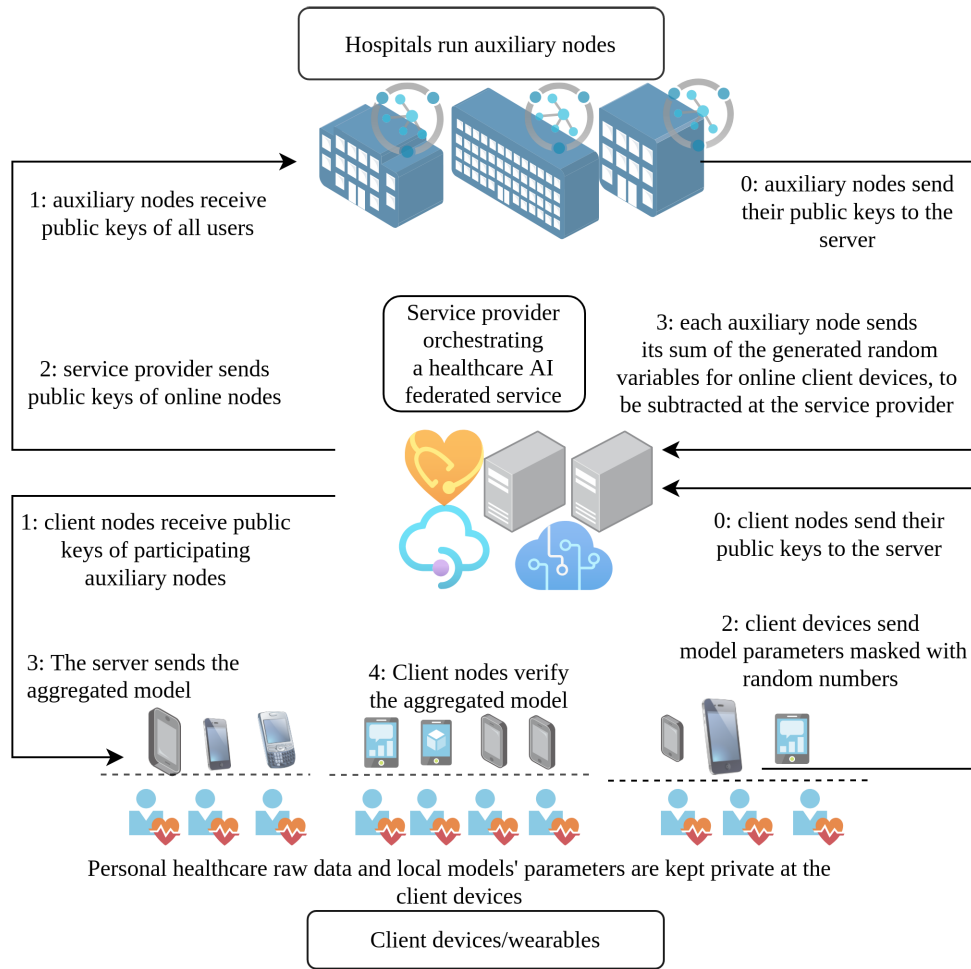 Hospitals run auxiliary nodes
1: auxiliary nodes receive
public keys of all users
0: auxiliary nodes send
their public keys to the
server
2: service provider sends
public keys of online nodes
Service provider
orchestrating
a healthcare AI
federated service
3: each auxiliary node sends
its sum of the generated random
variables for online client devices, to
be subtracted at the service provider
1: client nodes receive public
keys of participating
auxiliary nodes
0: client nodes send their
public keys to the server
3: The server sends the
aggregated model
4: Client nodes verify
the aggregated model
2: client devices send
model parameters masked with
random numbers
Personal healthcare raw data and local models' parameters are kept private at the
client devices
Client devices/wearables